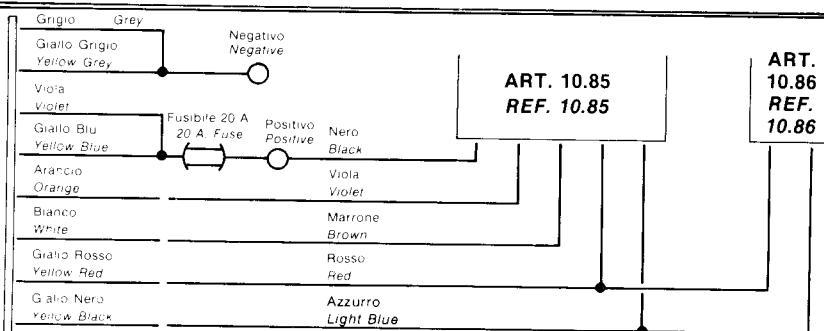 Grigio Grey
Giallo Grigio
Yellow Grey
Viola
Violet
Giallo Blu
Yellow Blue
Arancio
Orange
Bianco
White
Giallo Rosso
Yellow Red
Giallo Nero
Yellow Black
Negativo
Negative
Fusibile 20 A
20 A. Fuse
Positivo
Positive
Nero
Black
Viola
Violet
Marrone
Brown
Rosso
Red
Azzurro
Light Blue
ART. 10.85
REF. 10.85
ART.
10.86
REF.
10.86